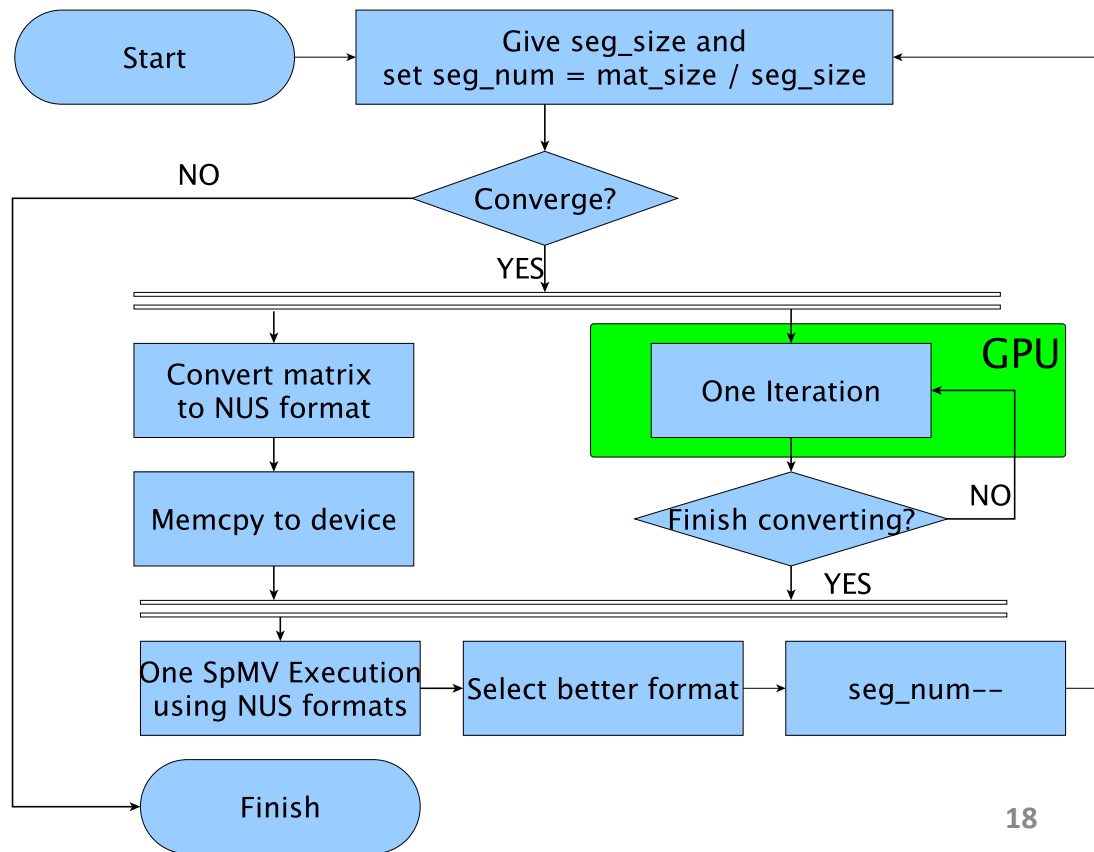 Start
Give seg_size and
set seg_num = mat_size / seg_size
NO
Converge?
YES
GPU
Convert matrix
to NUS format
One Iteration
Memcpy to device
Finish converting?
NO
YES
One SpMV Execution
using NUS formats
Select better format
seg_num--
Finish
18